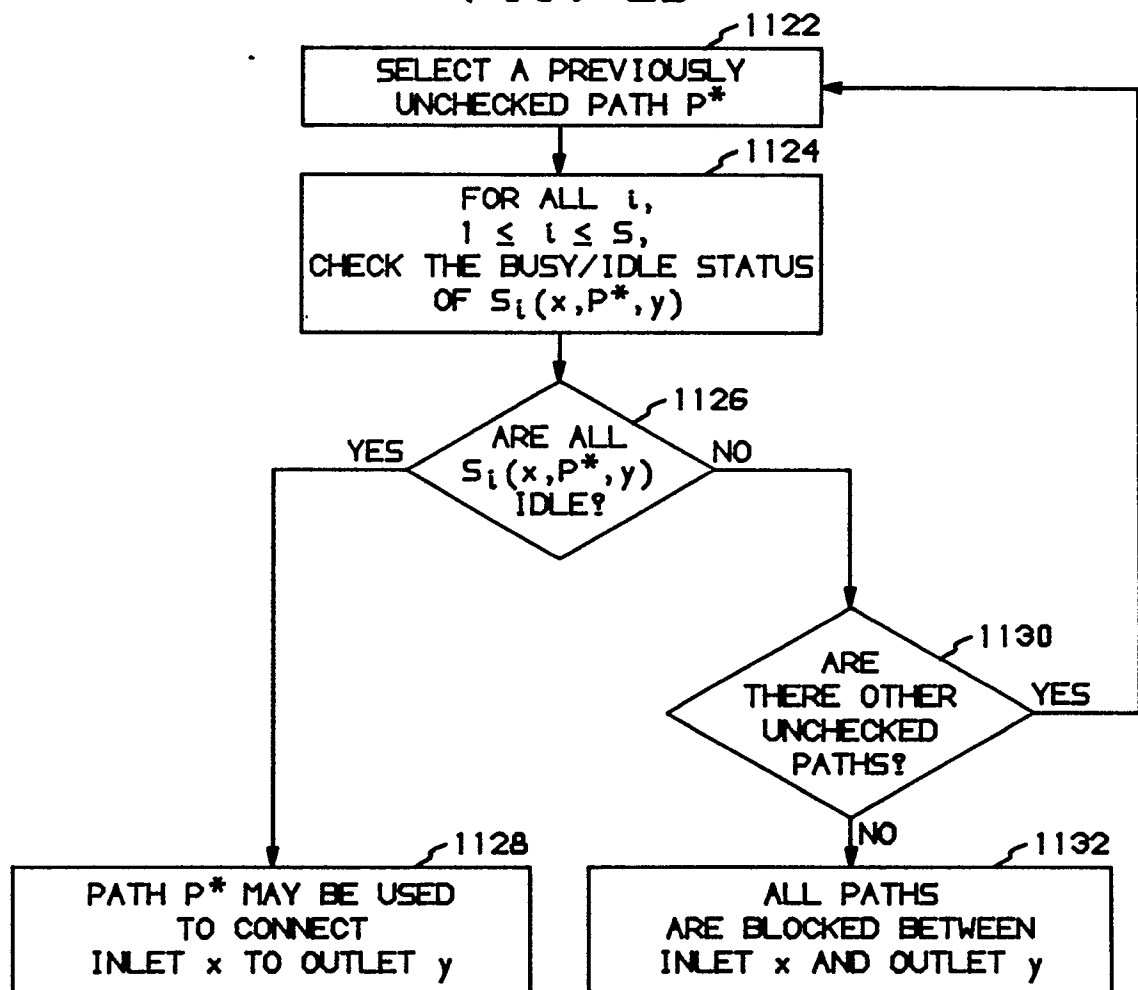 1122
SELECT A PREVIOUSLY
UNCHECKED PATH P*
1124
FOR ALL i,
1 ≤ i ≤ S,
CHECK THE BUSY/IDLE STATUS
OF Si(x,P*,y)
1126
YES
ARE ALL
Si(x,P*,y)
IDLE?
NO
1130
ARE
THERE OTHER
UNCHECKED
PATHS?
YES
NO
1128
PATH P* MAY BE USED
TO CONNECT
INLET x TO OUTLET y
1132
ALL PATHS
ARE BLOCKED BETWEEN
INLET x AND OUTLET y